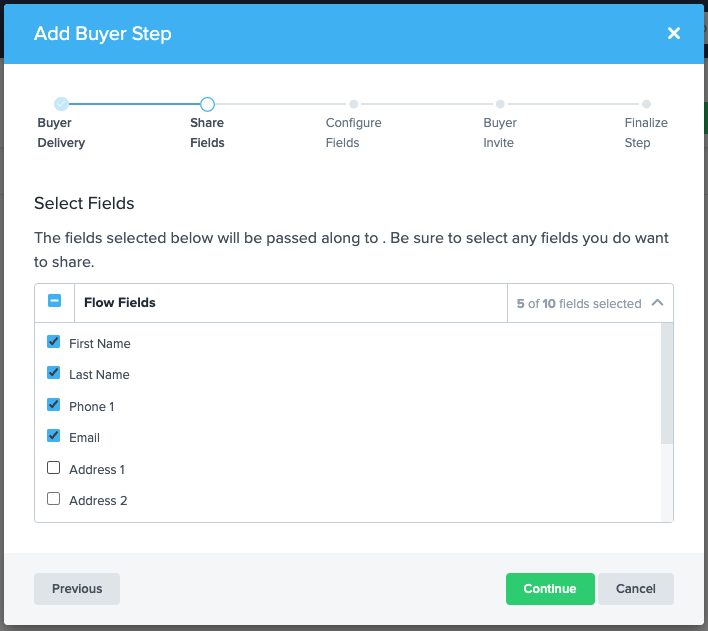 Add Buyer Step
Buyer
Delivery
Share
Fields
Configure
Fields
Buyer
Invite
Finalize
Step
Select Fields
The fields selected below will be passed along to . Be sure to select any fields you do want
to share.
Flow Fields
5 of 10 fields selected
First Name
Last Name
Phone 1
Email
Address 1
Address 2
Previous
Continue
Cancel